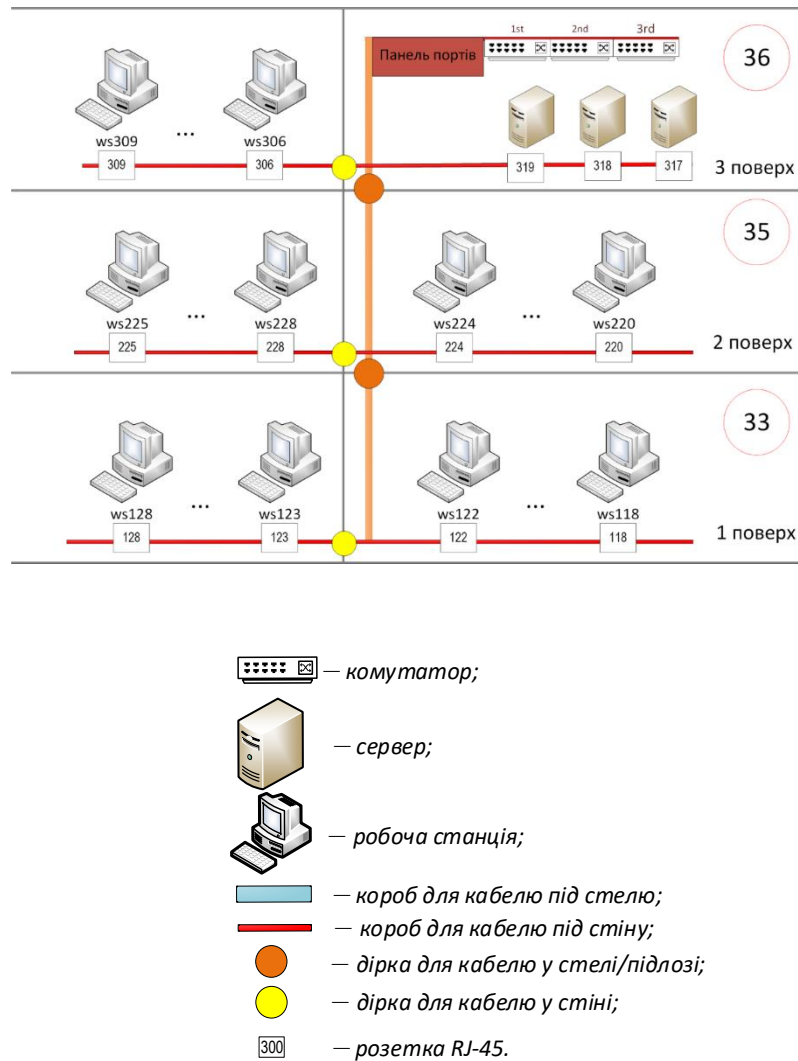 1st 2nd 3rd
Панель портів
36
ws309 ... ws306
309 306 319 318 317
3 поверх
35
ws225 ... ws228 ws224 ... ws220
225 228 224 220
2 поверх
33
ws128 ... ws123 ws122 ... ws118
128 123 122 118
1 поверх
— комутатор;
— сервер;
— робоча станція;
— короб для кабелю під стелю;
— короб для кабелю під стіну;
— дірка для кабелю у стелі/підлозі;
— дірка для кабелю у стіні;
300 — розетка RJ-45.